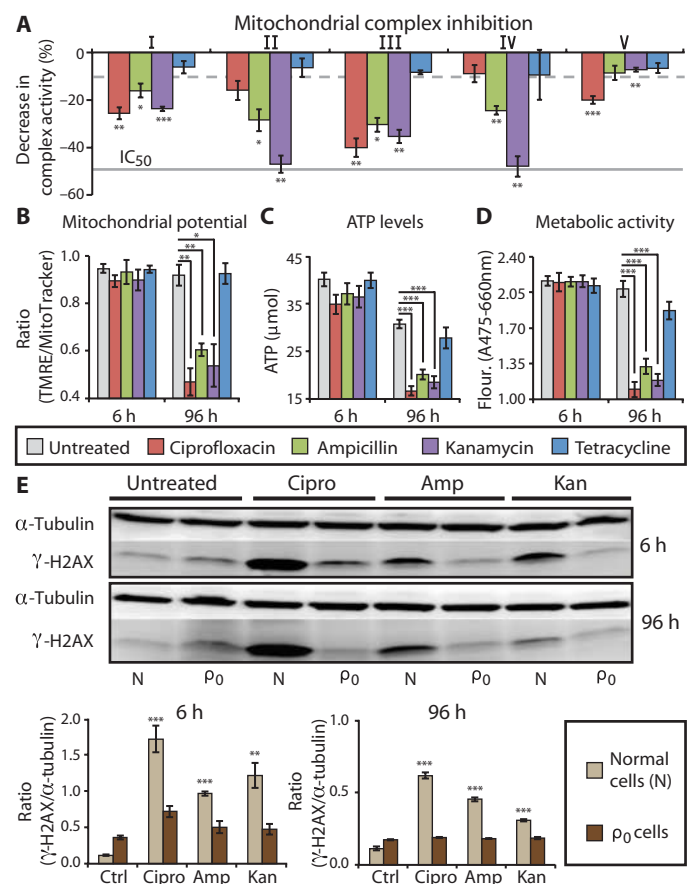 A
Mitochondrial complex inhibition
I II III IV V
Decrease in complex activity (%)
0
−20
−40
−60
IC50
** * *** * ** ** * ** ** ** *** **
B Mitochondrial potential
Ratio (TMRE/MitoTracker)
1.0
0.8
0.6
0.4
*
**
**
6 h 96 h
C ATP levels
ATP (µmol)
45
35
25
15
***
***
***
6 h 96 h
D Metabolic activity
Flour. (A475-660nm)
2.05
1.70
1.35
1.00
***
***
***
6 h 96 h
Untreated Ciprofloxacin Ampicillin Kanamycin Tetracycline
E
Untreated Cipro Amp Kan
α-Tubulin
γ-H2AX
6 h
α-Tubulin
γ-H2AX
96 h
N ρ0 N ρ0 N ρ0 N ρ0
6 h
Ratio (γ-H2AX/α-tubulin)
2.0
1.5
1.0
0.5
0.0
*** *** **
Ctrl Cipro Amp Kan
96 h
Ratio (γ-H2AX/α-tubulin)
1.0
0.5
0.0
*** *** ***
Ctrl Cipro Amp Kan
Normal cells (N)
ρ0 cells